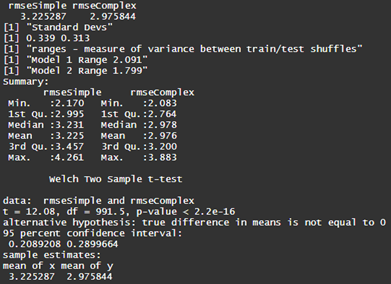 rmseSimple rmseComplex
3.225287 2.975844
[1] "Standard Devs"
[1] 0.339 0.313
[1] "ranges - measure of variance between train/test shuffles"
[1] "Model 1 Range 2.091"
[1] "Model 2 Range 1.799"
Summary:
rmseSimple rmseComplex
Min. :2.170 Min. :2.083
1st Qu.:2.995 1st Qu.:2.764
Median :3.231 Median :2.978
Mean :3.225 Mean :2.976
3rd Qu.:3.457 3rd Qu.:3.200
Max. :4.261 Max. :3.883
Welch Two Sample t-test
data: rmseSimple and rmseComplex
t = 12.08, df = 991.5, p-value < 2.2e-16
alternative hypothesis: true difference in means is not equal to 0
95 percent confidence interval:
0.2089208 0.2899664
sample estimates:
mean of x mean of y
3.225287 2.975844